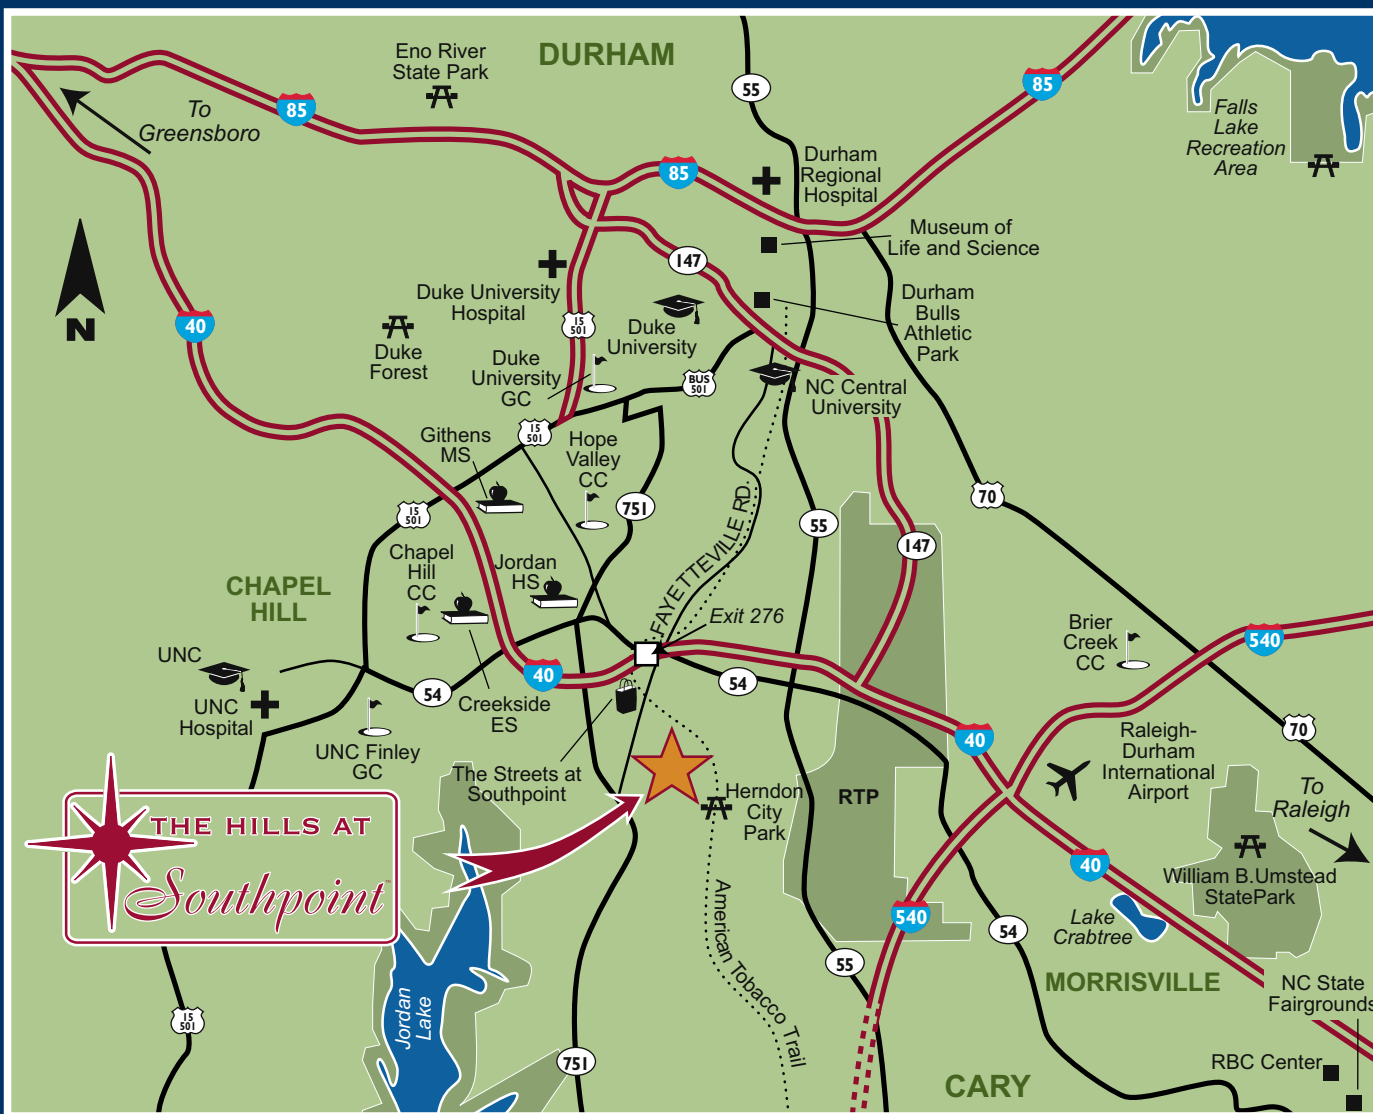 DURHAM
Eno River
State Park
To
Greensboro
85
55
85
85
Falls
Lake
Recreation
Area
Durham
Regional
Hospital
Museum of
Life and Science
147
Duke University
Hospital
Durham
Bulls
Athletic
Park
N
40
15
501
Duke
University
Duke
Forest
Duke
University
GC
BUS
501
NC Central
University
15
501
Githens
MS
Hope
Valley
CC
15
501
751
FAYETTEVILLE RD.
55
70
147
Chapel
Hill
CC
Jordan
HS
CHAPEL
HILL
Exit 276
Brier
Creek
CC
540
UNC
UNC
Hospital
54
40
54
Creekside
ES
UNC Finley
GC
The Streets at
Southpoint
40
Raleigh-
Durham
International
Airport
70
To
Raleigh
RTP
Herndon
City
Park
THE HILLS AT
Southpoint
40
William B.Umstead
StatePark
540
Lake
Crabtree
54
American Tobacco Trail
55
MORRISVILLE
NC State
Fairgrounds
Jordan
Lake
15
501
751
RBC Center
CARY